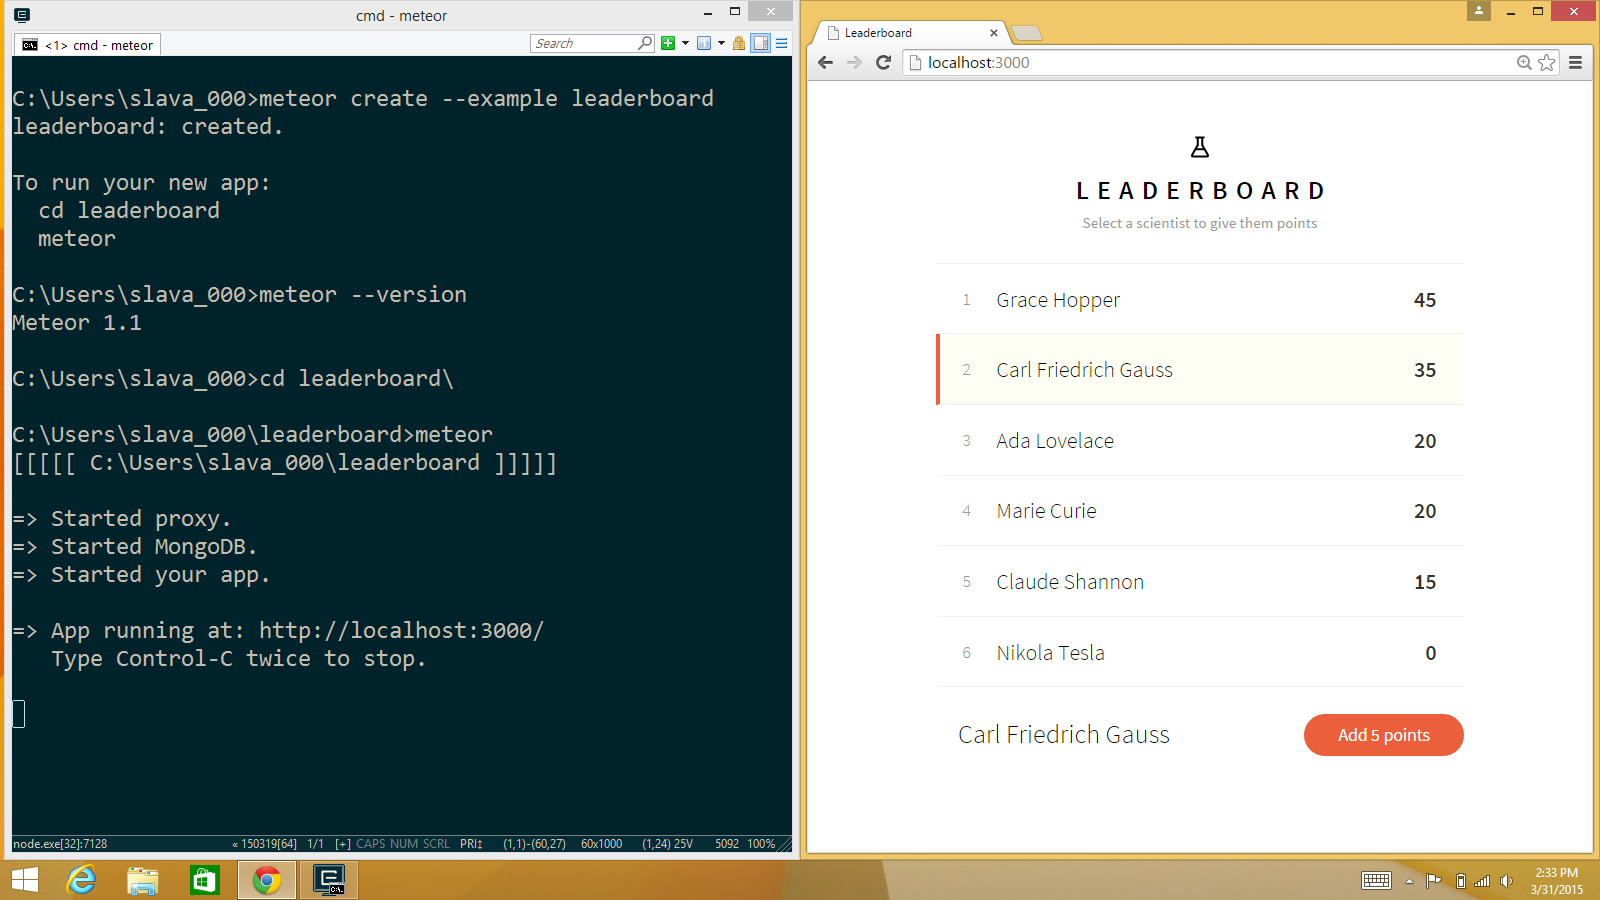 cmd - meteor
<1> cmd - meteor
Search
C:\Users\slava_000>meteor create --example leaderboard
leaderboard: created.
To run your new app:
cd leaderboard
meteor
C:\Users\slava_000>meteor --version
Meteor 1.1
C:\Users\slava_000>cd leaderboard\
C:\Users\slava_000\leaderboard>meteor
[[[[[ C:\Users\slava_000\leaderboard ]]]]]
=> Started proxy.
=> Started MongoDB.
=> Started your app.
=> App running at: http://localhost:3000/
Type Control-C twice to stop.
node.exe[32]:7128 « 150319[64] 1/1 [+] CAPS NUM SCRL PRI↕ (1,1)-(60,27) 60x1000 (1,24) 25V 5092 100%
Leaderboard
localhost:3000
LEADERBOARD
Select a scientist to give them points
1 Grace Hopper 45
2 Carl Friedrich Gauss 35
3 Ada Lovelace 20
4 Marie Curie 20
5 Claude Shannon 15
6 Nikola Tesla 0
Carl Friedrich Gauss Add 5 points
2:33 PM
3/31/2015